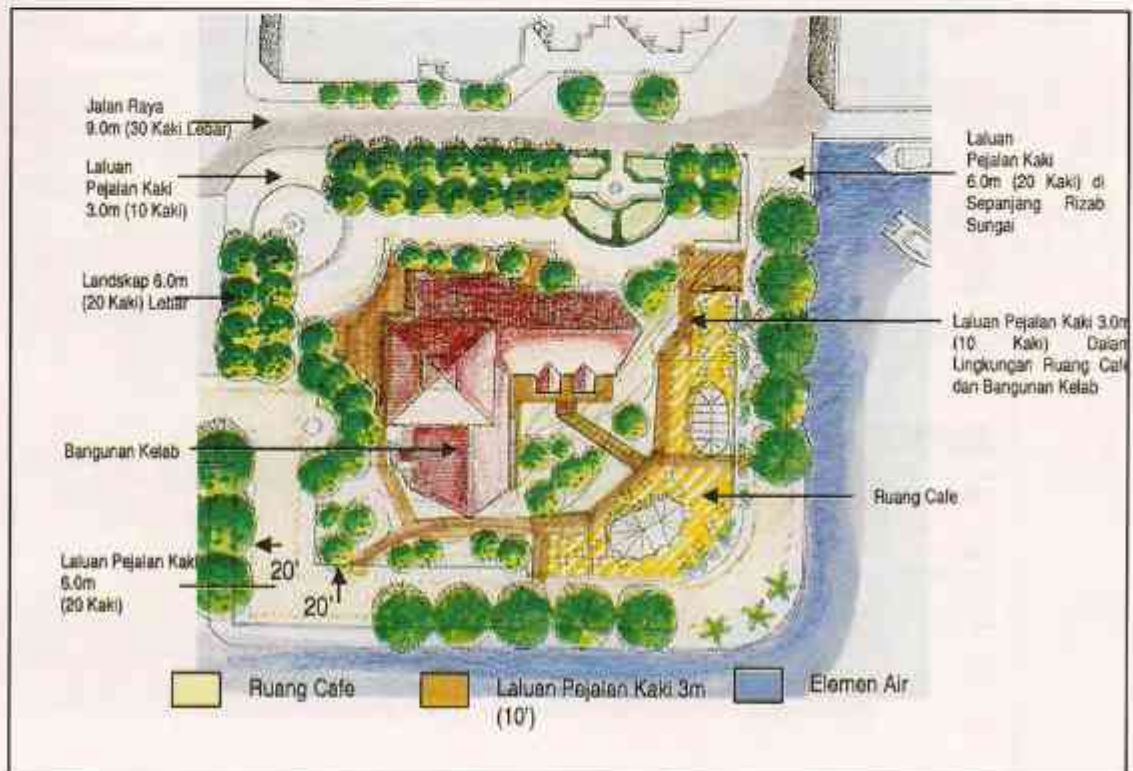 Jalan Raya
9.0m (30 Kaki Lebar)
Laluan
Pejalan Kaki
3.0m (10 Kaki)
Landskap 6.0m
(20 Kaki) Lebar
Bangunan Kelab
Laluan Pejalan Kaki
6.0m
(20 Kaki)
20'
20'
Laluan
Pejalan Kaki
6.0m (20 Kaki) di
Sepanjang Rizab
Sungai
Laluan Pejalan Kaki 3.0m
(10 Kaki) Dalam
Lingkungan Ruang Cafe
dan Bangunan Kelab
Ruang Cafe
Ruang Cafe
Laluan Pejalan Kaki 3m
(10')
Elemen Air